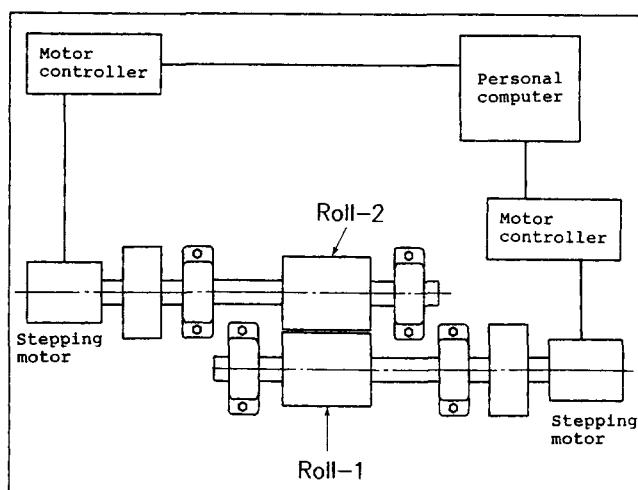 Motor
controller
Personal
computer
Roll-2
Motor
controller
Stepping
motor
Stepping
motor
Roll-1